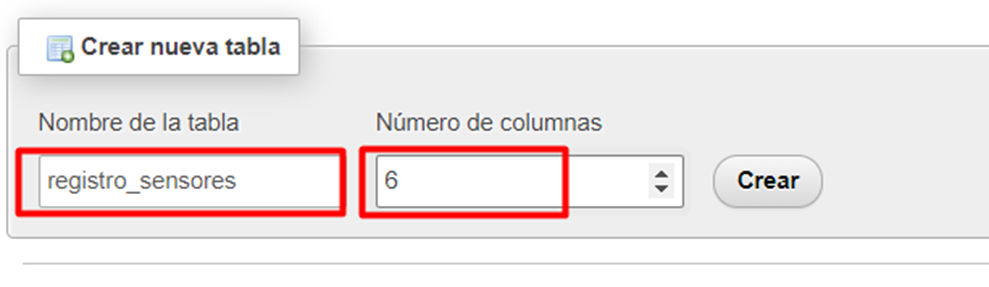 Crear nueva tabla
Nombre de la tabla Número de columnas
registro_sensores 6 Crear